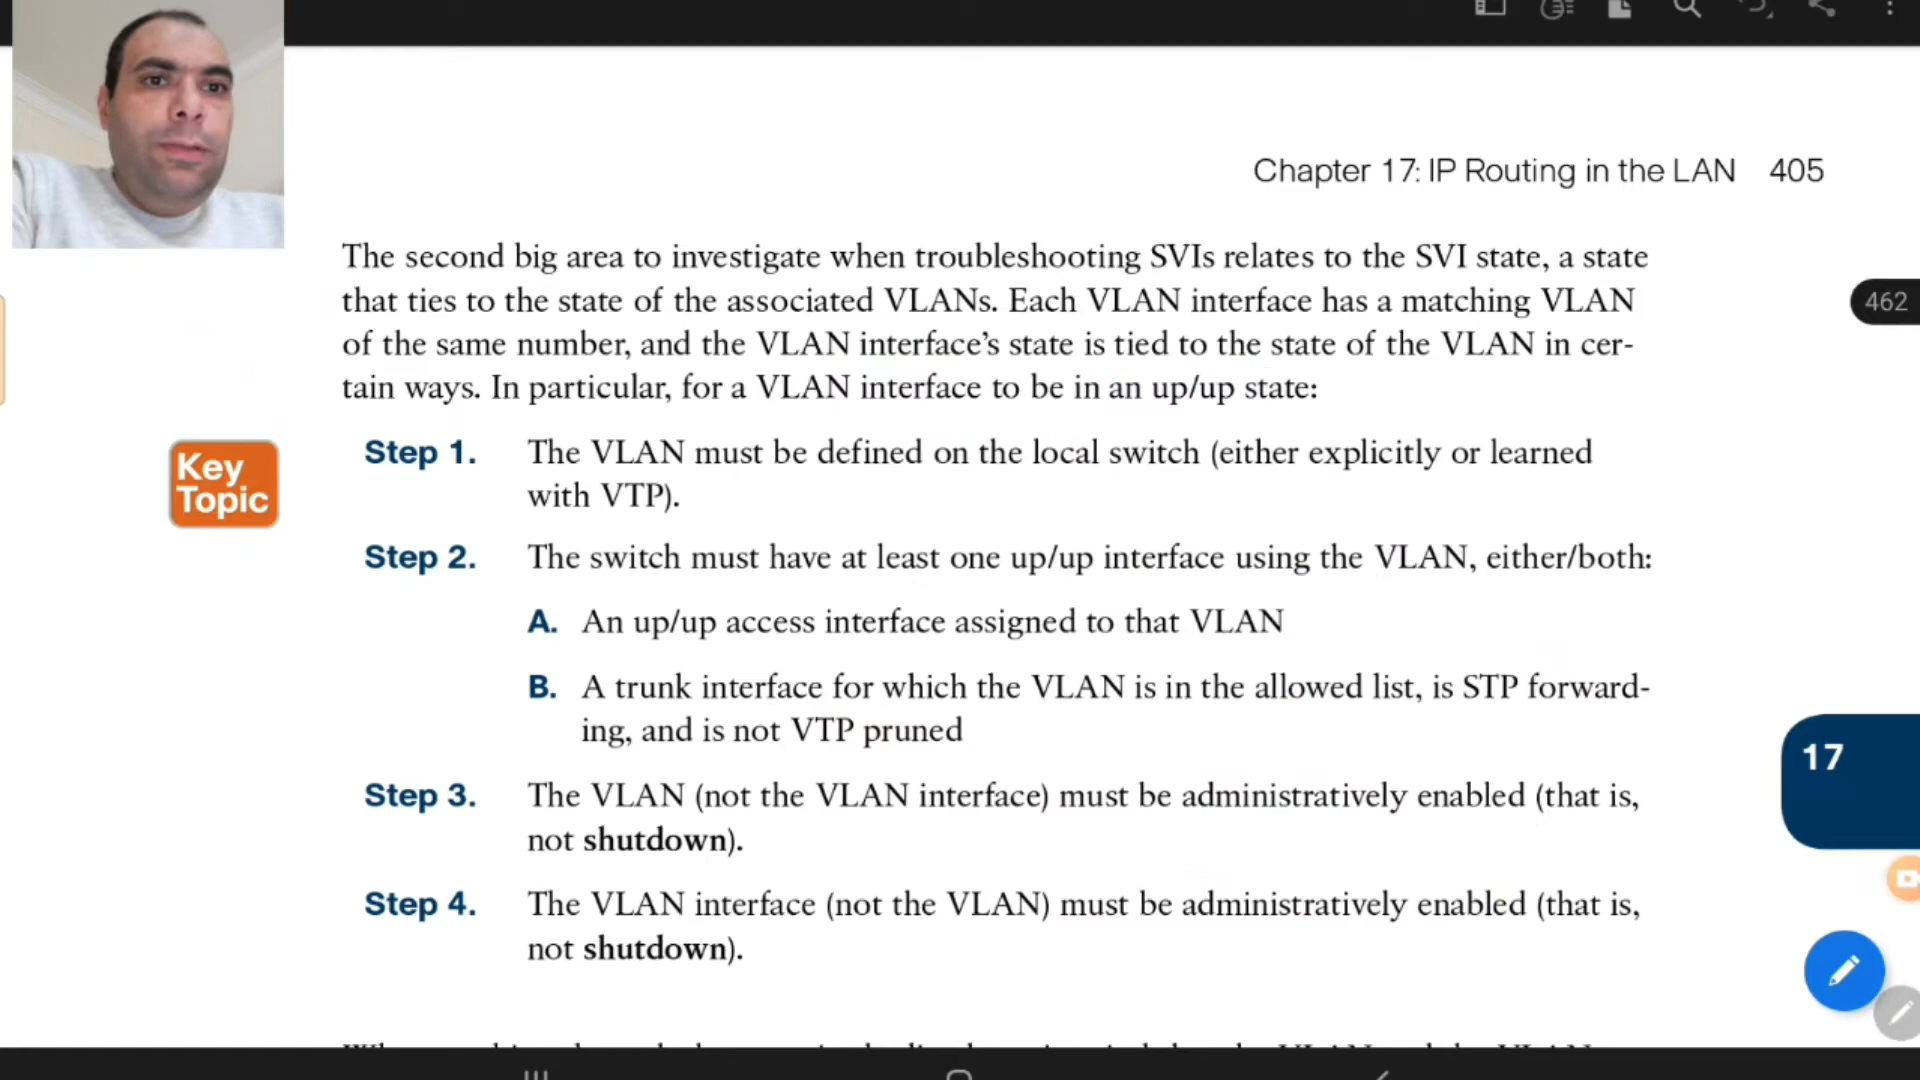 Chapter 17: IP Routing in the LAN 405
The second big area to investigate when troubleshooting SVIs relates to the SVI state, a state
that ties to the state of the associated VLANs. Each VLAN interface has a matching VLAN
of the same number, and the VLAN interface’s state is tied to the state of the VLAN in cer-
tain ways. In particular, for a VLAN interface to be in an up/up state:
462
Key
Topic
Step 1. The VLAN must be defined on the local switch (either explicitly or learned
with VTP).
Step 2. The switch must have at least one up/up interface using the VLAN, either/both:
A. An up/up access interface assigned to that VLAN
B. A trunk interface for which the VLAN is in the allowed list, is STP forward-
ing, and is not VTP pruned
17
Step 3. The VLAN (not the VLAN interface) must be administratively enabled (that is,
not shutdown).
Step 4. The VLAN interface (not the VLAN) must be administratively enabled (that is,
not shutdown).